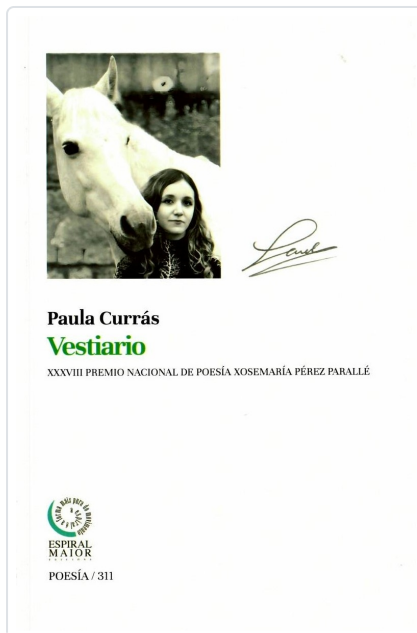 Paula Currás
Vestiario
XXXVIII PREMIO NACIONAL DE POESÍA XOSEMARÍA PÉREZ PARALLÉ
ESPIRAL
MAIOR
POESÍA / 311